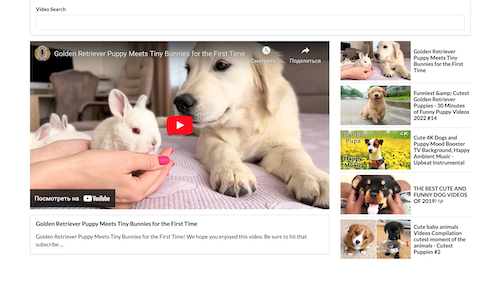 Video Search
Golden Retriever Puppy Meets Tiny Bunnies for the First Time
Смотреть ...
Поделиться
Посмотреть на YouTube
Golden Retriever Puppy Meets Tiny Bunnies for the First Time
Golden Retriever Puppy Meets Tiny Bunnies for the First Time! We hope you enjoyed this video. Be sure to hit that
subscribe ...
Golden Retriever
Puppy Meets Tiny
Bunnies for the First
Time
Funniest &amp; Cutest
Golden Retriever
Puppies - 30 Minutes
of Funny Puppy Videos
2022 #14
Playful
Pups
4K
Happy
Music
Cute 4K Dogs and
Puppy Mood Booster
TV Background, Happy
Ambient Music -
Upbeat Instrumental
THE BEST CUTE AND
FUNNY DOG VIDEOS
OF 2019! 🐶
Cute baby animals
Videos Compilation
cutest moment of the
animals - Cutest
Puppies #2